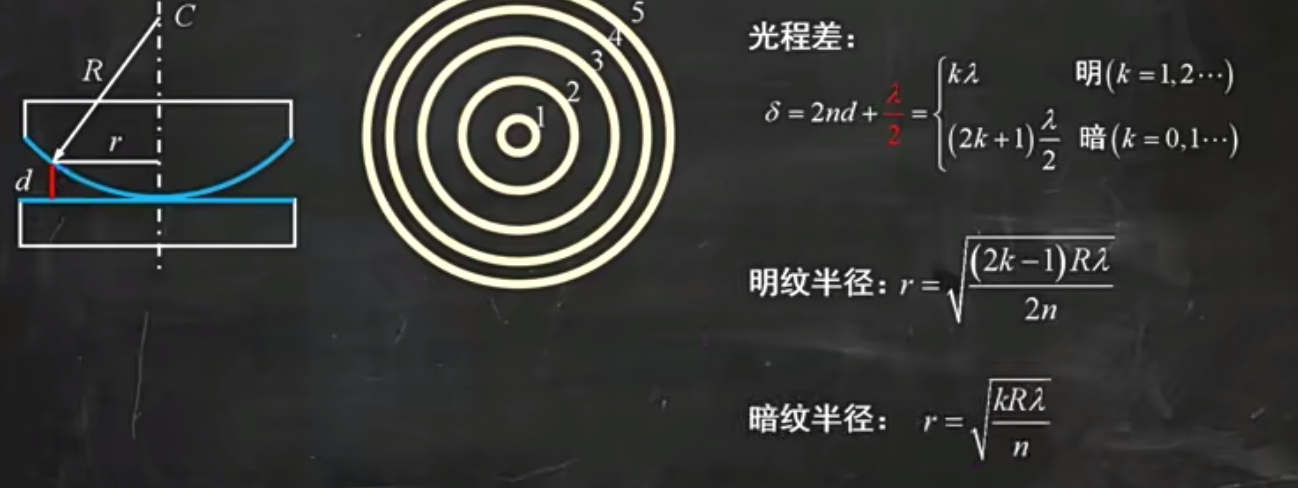 C
R
r
d
1
2
3
4
5
光程差：
δ = 2nd + λ/2 = { kλ 明(k = 1,2⋯)
(2k+1) λ/2 暗(k = 0,1⋯)
明纹半径： r = √((2k−1)Rλ / 2n)
暗纹半径： r = √(kRλ / n)